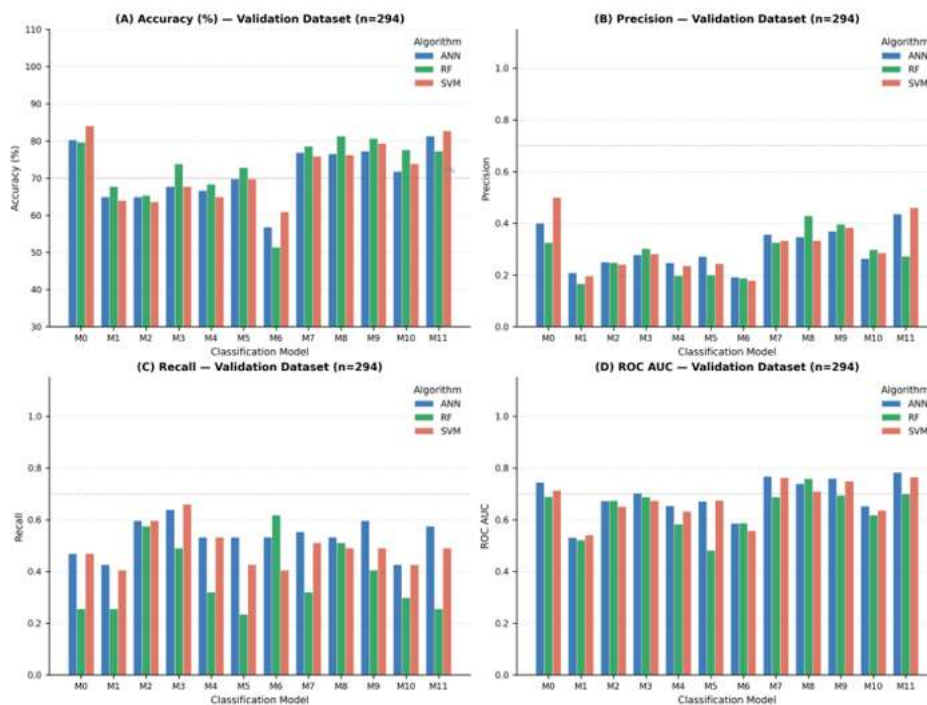 (A) Accuracy (%) — Validation Dataset (n=294)
Accuracy (%)
110
100
90
80
70
60
50
40
30
Algorithm
ANN
RF
SVM
M0 M1 M2 M3 M4 M5 M6 M7 M8 M9 M10 M11
Classification Model
(B) Precision — Validation Dataset (n=294)
Precision
1.0
0.8
0.6
0.4
0.2
0.0
Algorithm
ANN
RF
SVM
M0 M1 M2 M3 M4 M5 M6 M7 M8 M9 M10 M11
Classification Model
(C) Recall — Validation Dataset (n=294)
Recall
1.0
0.8
0.6
0.4
0.2
0.0
Algorithm
ANN
RF
SVM
M0 M1 M2 M3 M4 M5 M6 M7 M8 M9 M10 M11
Classification Model
(D) ROC AUC — Validation Dataset (n=294)
ROC AUC
1.0
0.8
0.6
0.4
0.2
0.0
Algorithm
ANN
RF
SVM
M0 M1 M2 M3 M4 M5 M6 M7 M8 M9 M10 M11
Classification Model